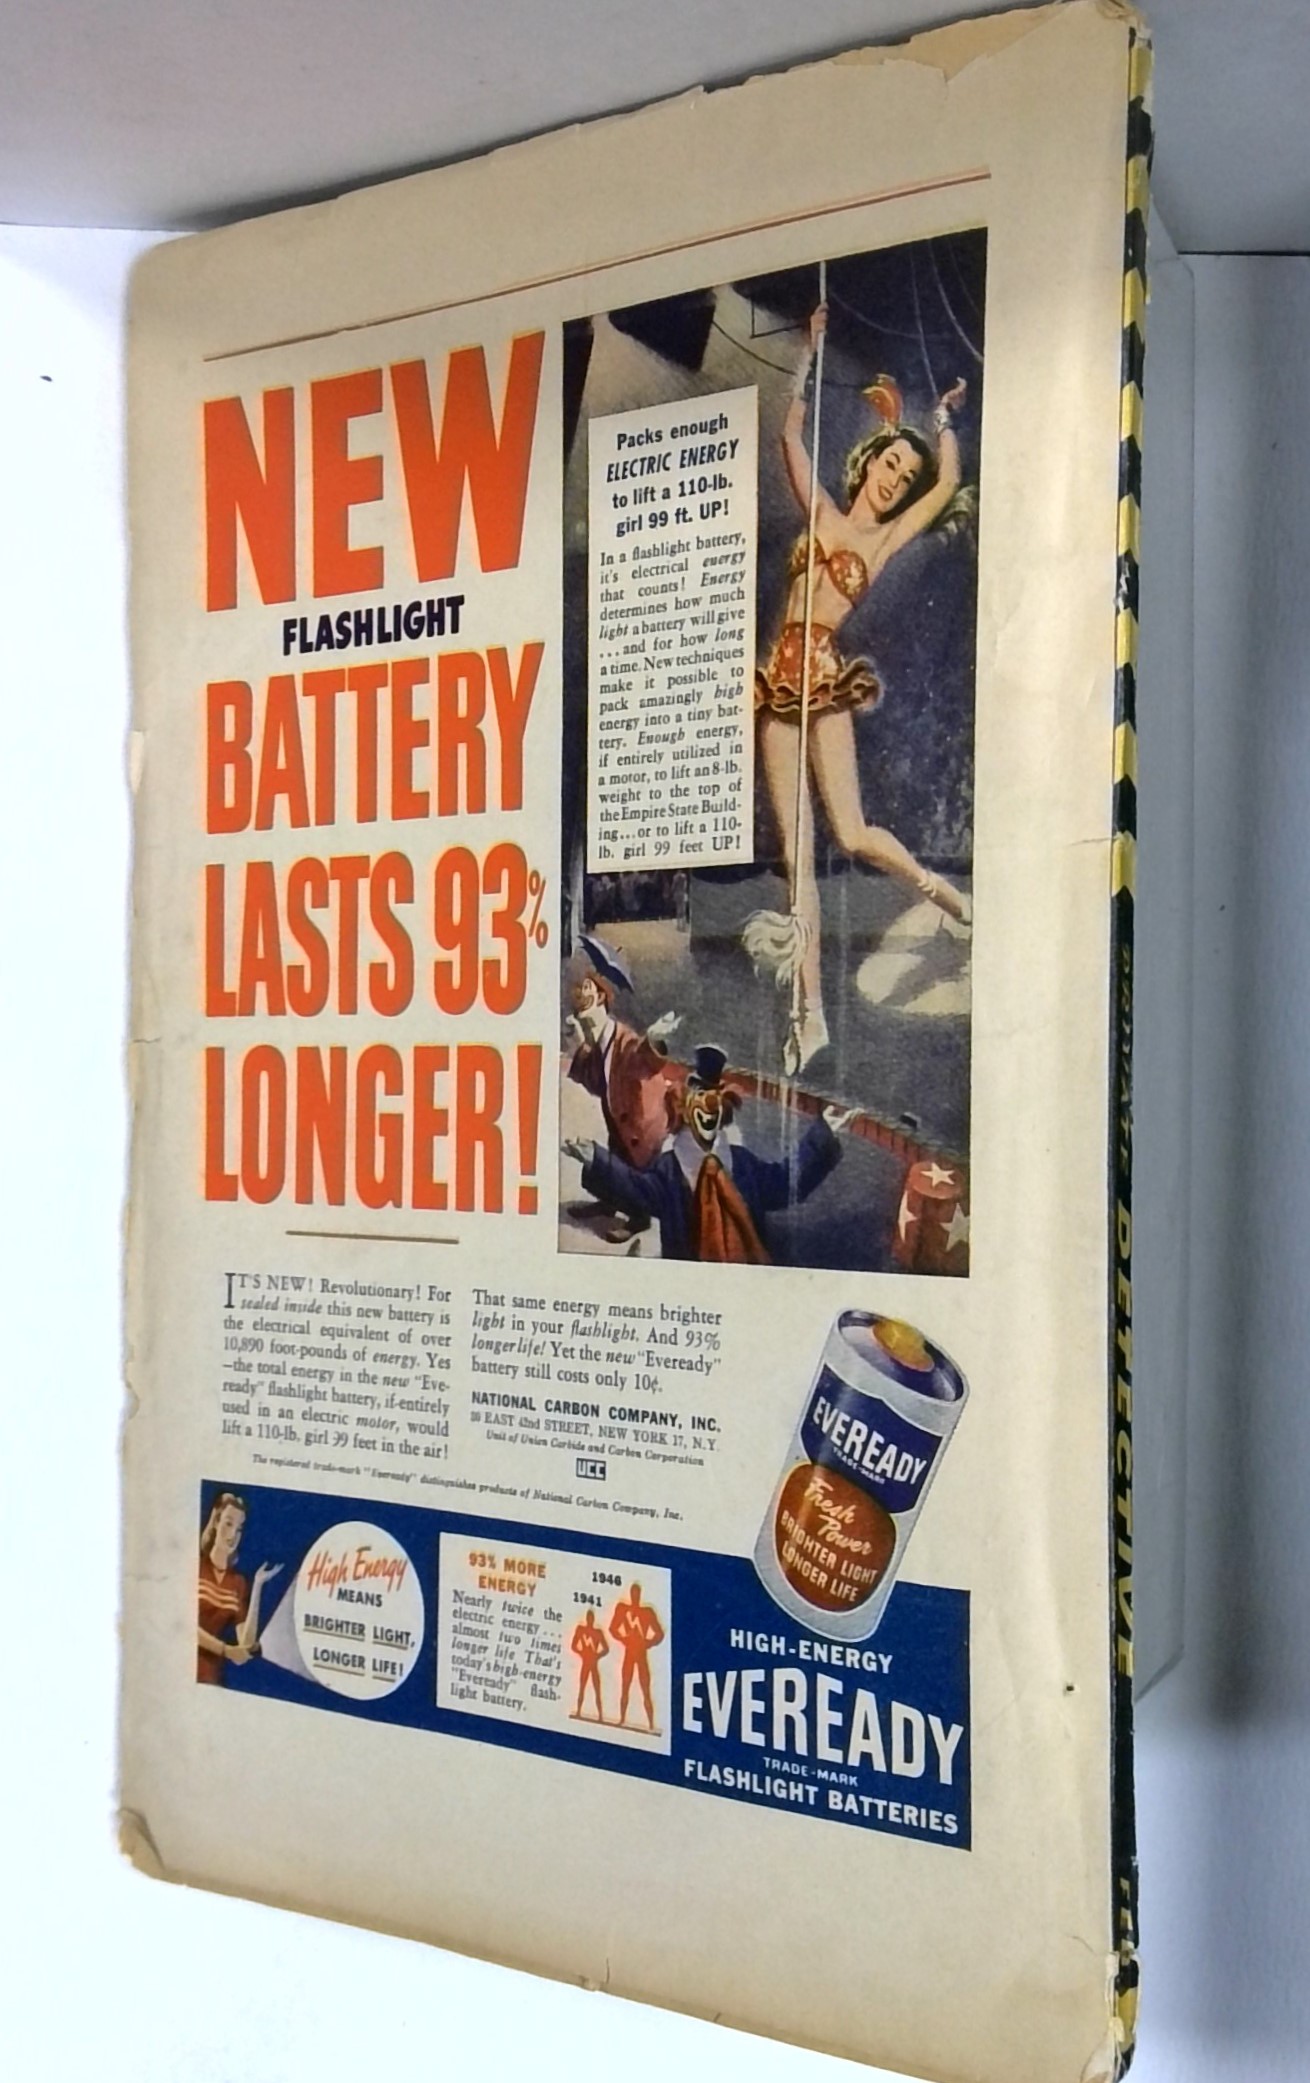 NEW
FLASHLIGHT
BATTERY
LASTS 93%
LONGER!
Packs enough
ELECTRIC ENERGY
to lift a 110-lb.
girl 99 ft. UP!
In a flashlight battery,
it's electrical energy
that counts! Energy
determines how much
light a battery will give
...and for how long
a time. New techniques
make it possible to
pack amazingly high
energy into a tiny bat-
tery. Enough energy,
if entirely utilized in
a motor, to lift an 8-lb.
weight to the top of
the Empire State Build-
ing...or to lift a 110-
lb. girl 99 feet UP!
IT'S NEW! Revolutionary! For
sealed inside this new battery is
the electrical equivalent of over
10,890 foot-pounds of energy. Yes
—the total energy in the new "Eve-
ready" flashlight battery, if entirely
used in an electric motor, would
lift a 110-lb. girl 99 feet in the air!
That same energy means brighter
light in your flashlight. And 93%
longer life! Yet the new "Eveready"
battery still costs only 10¢.
NATIONAL CARBON COMPANY, INC.
30 EAST 42nd STREET, NEW YORK 17, N.Y.
Unit of Union Carbide and Carbon Corporation
UCC
The registered trade-mark "Eveready" distinguishes products of National Carbon Company, Inc.
EVEREADY
TRADE-MARK
Fresh
Power
BRIGHTER LIGHT
LONGER LIFE
High Energy
MEANS
BRIGHTER LIGHT,
LONGER LIFE!
93% MORE
ENERGY
Nearly twice the
electric energy...
almost two times
longer life. That's
today's high-energy
"Eveready" flash-
light battery.
1941
1946
HIGH-ENERGY
EVEREADY
TRADE-MARK
FLASHLIGHT BATTERIES
PRIVATE DETECTIVE